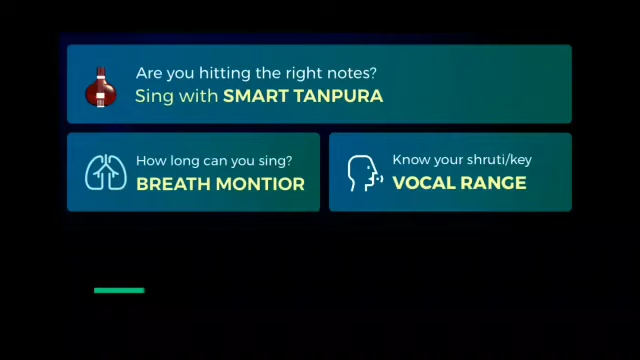 Are you hitting the right notes?
Sing with SMART TANPURA
How long can you sing?
BREATH MONTIOR
Know your shruti/key
VOCAL RANGE